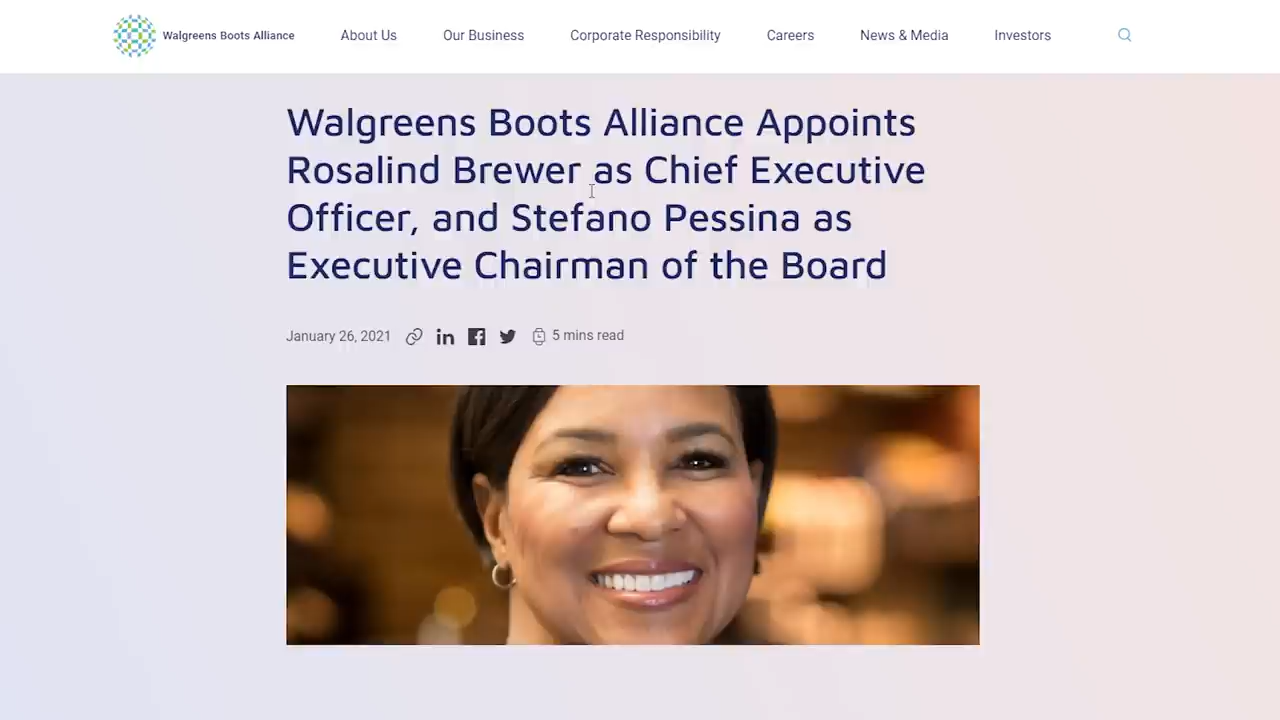 Walgreens Boots Alliance About Us Our Business Corporate Responsibility Careers News & Media Investors
Walgreens Boots Alliance Appoints
Rosalind Brewer as Chief Executive
Officer, and Stefano Pessina as
Executive Chairman of the Board
January 26, 2021 in 5 mins read